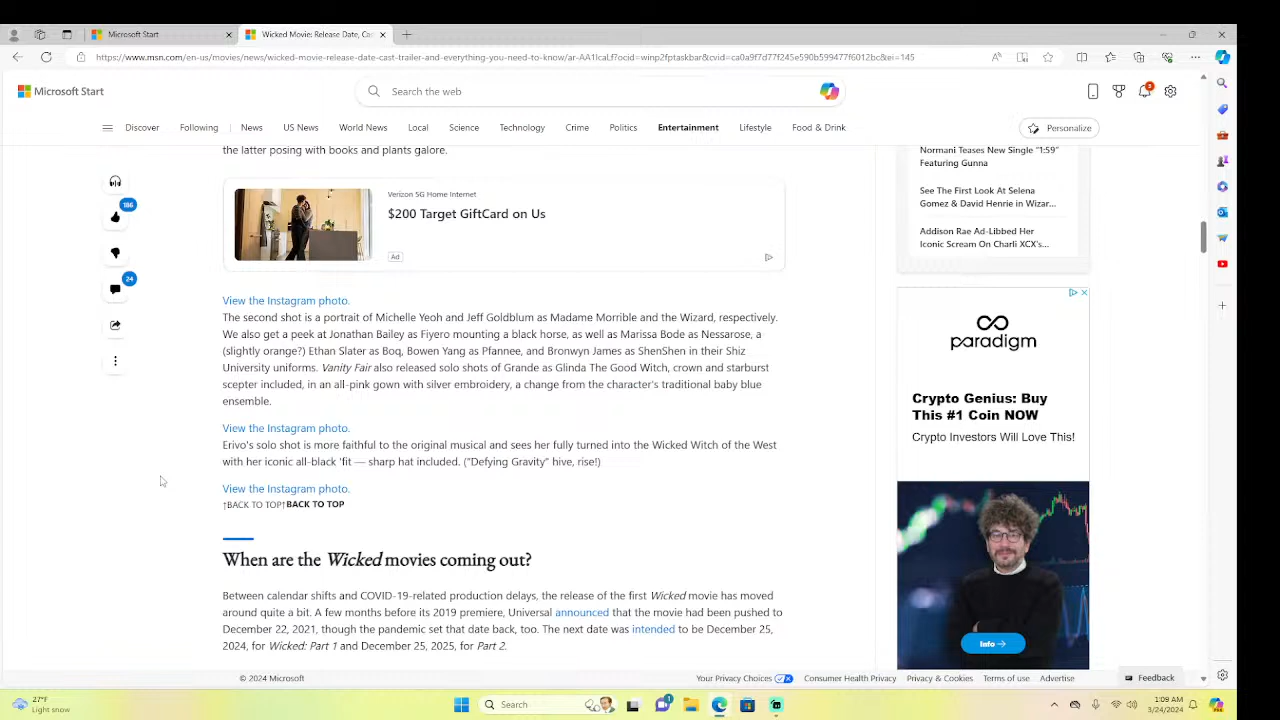 Microsoft Start
Wicked Movie: Release Date, Cas
https://www.msn.com/en-us/movies/news/wicked-movie-release-date-cast-trailer-and-everything-you-need-to-know/ar-AA1lcaLf?ocid=winp2fptaskbar&cvid=ca0a9f7d77f245e590b599477f6012bc&ei=145
Microsoft Start
Search the web
3
Discover
Following
News
US News
World News
Local
Science
Technology
Crime
Politics
Entertainment
Lifestyle
Food & Drink
Personalize
186
24
the latter posing with books and plants galore.
Verizon 5G Home Internet
$200 Target GiftCard on Us
Ad
View the Instagram photo.
The second shot is a portrait of Michelle Yeoh and Jeff Goldblum as Madame Morrible and the Wizard, respectively.
We also get a peek at Jonathan Bailey as Fiyero mounting a black horse, as well as Marissa Bode as Nessarose, a
(slightly orange?) Ethan Slater as Boq, Bowen Yang as Pfannee, and Bronwyn James as ShenShen in their Shiz
University uniforms. Vanity Fair also released solo shots of Grande as Glinda The Good Witch, crown and starburst
scepter included, in an all-pink gown with silver embroidery, a change from the character's traditional baby blue
ensemble.
View the Instagram photo.
Erivo's solo shot is more faithful to the original musical and sees her fully turned into the Wicked Witch of the West
with her iconic all-black 'fit — sharp hat included. ("Defying Gravity" hive, rise!)
View the Instagram photo.
↑BACK TO TOP↑BACK TO TOP
When are the Wicked movies coming out?
Between calendar shifts and COVID-19-related production delays, the release of the first Wicked movie has moved
around quite a bit. A few months before its 2019 premiere, Universal announced that the movie had been pushed to
December 22, 2021, though the pandemic set that date back, too. The next date was intended to be December 25,
2024, for Wicked: Part 1 and December 25, 2025, for Part 2.
Normani Teases New Single "1:59"
Featuring Gunna
See The First Look At Selena
Gomez & David Henrie in Wizar...
Addison Rae Ad-Libbed Her
Iconic Scream On Charli XCX's...
paradigm
Crypto Genius: Buy
This #1 Coin NOW
Crypto Investors Will Love This!
Info →
© 2024 Microsoft
Your Privacy Choices
Consumer Health Privacy
Privacy & Cookies
Terms of use
Advertise
Feedback
27°F
Light snow
Search
1
1:09 AM
3/24/2024